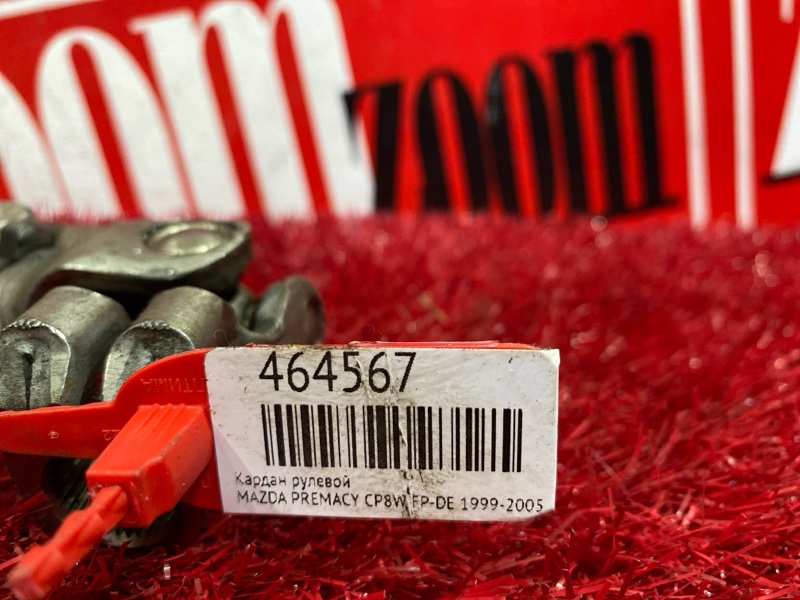 zoom
464567
Кардан рулевой
MAZDA PREMACY CP8W FP-DE 1999-2005